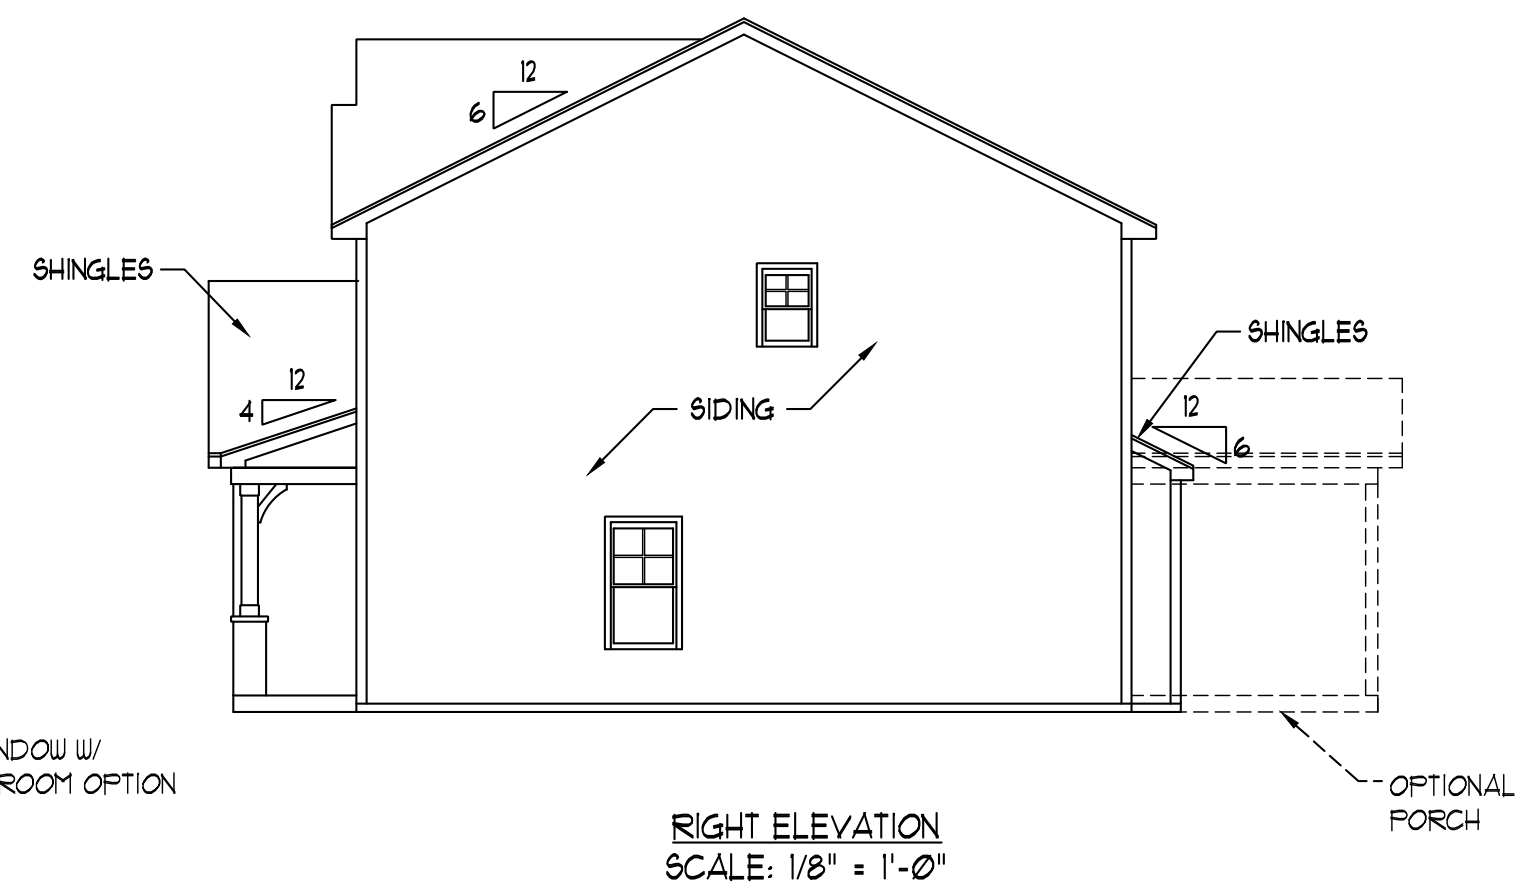 12
6
SHINGLES
SHINGLES
12
4
SIDING
12
6
NDOW W/
ROOM OPTION
OPTIONAL
PORCH
RIGHT ELEVATION
SCALE: 1/8" = 1'-0"